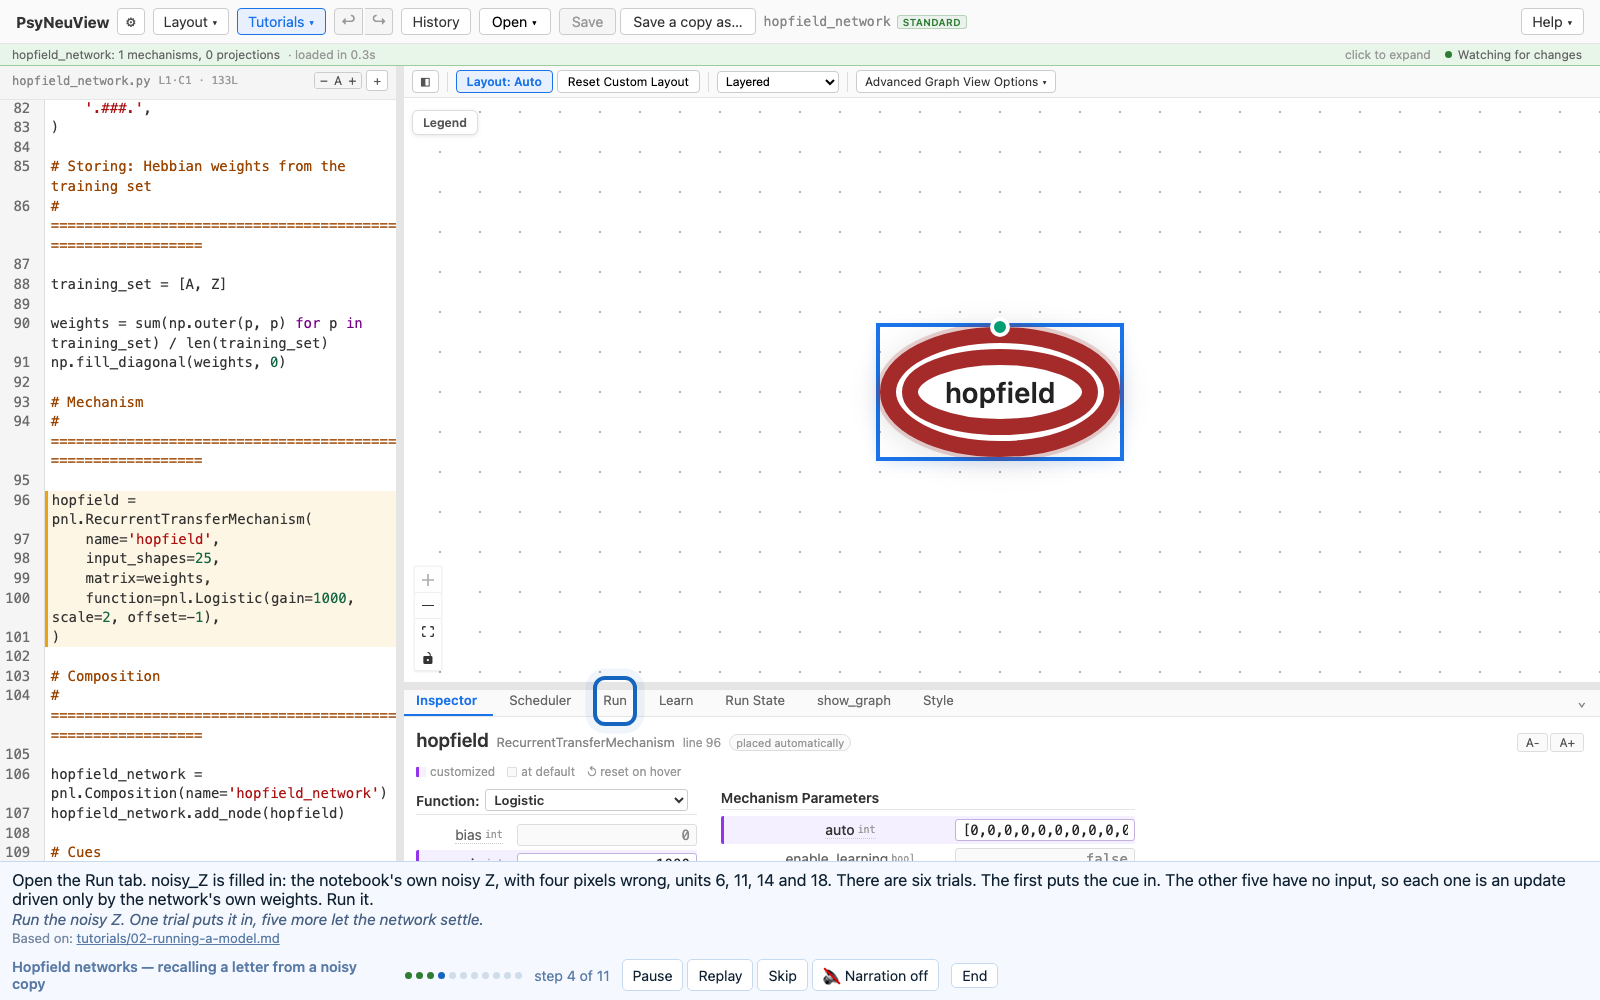 PsyNeuView ⚙ Layout ▾ Tutorials ▾ ↩ ↪ History Open ▾ Save Save a copy as... hopfield_network STANDARD Help ▾
hopfield_network: 1 mechanisms, 0 projections · loaded in 0.3s click to expand Watching for changes
hopfield_network.py L1·C1 · 133L − A + +
Layout: Auto Reset Custom Layout Layered Advanced Graph View Options ▾
Legend
82 '.###.',
83 )
84
85 # Storing: Hebbian weights from the
training set
86 #
=========================================
==================
87
88 training_set = [A, Z]
89
90 weights = sum(np.outer(p, p) for p in
training_set) / len(training_set)
91 np.fill_diagonal(weights, 0)
92
93 # Mechanism
94 #
=========================================
==================
95
96 hopfield =
pnl.RecurrentTransferMechanism(
97 name='hopfield',
98 input_shapes=25,
99 matrix=weights,
100 function=pnl.Logistic(gain=1000,
scale=2, offset=-1),
101 )
102
103 # Composition
104 #
=========================================
==================
105
106 hopfield_network =
pnl.Composition(name='hopfield_network')
107 hopfield_network.add_node(hopfield)
108
109 # Cues
hopfield
Inspector Scheduler Run Learn Run State show_graph Style
hopfield RecurrentTransferMechanism line 96 placed automatically A- A+
customized at default ↺ reset on hover
Function: Logistic
bias int 0
1000
Mechanism Parameters
auto int [0,0,0,0,0,0,0,0,0,0
enable_learning bool false
Open the Run tab. noisy_Z is filled in: the notebook's own noisy Z, with four pixels wrong, units 6, 11, 14 and 18. There are six trials. The first puts the cue in. The other five have no input, so each one is an update
driven only by the network's own weights. Run it.
Run the noisy Z. One trial puts it in, five more let the network settle.
Based on: tutorials/02-running-a-model.md
Hopfield networks — recalling a letter from a noisy
copy
step 4 of 11 Pause Replay Skip Narration off End